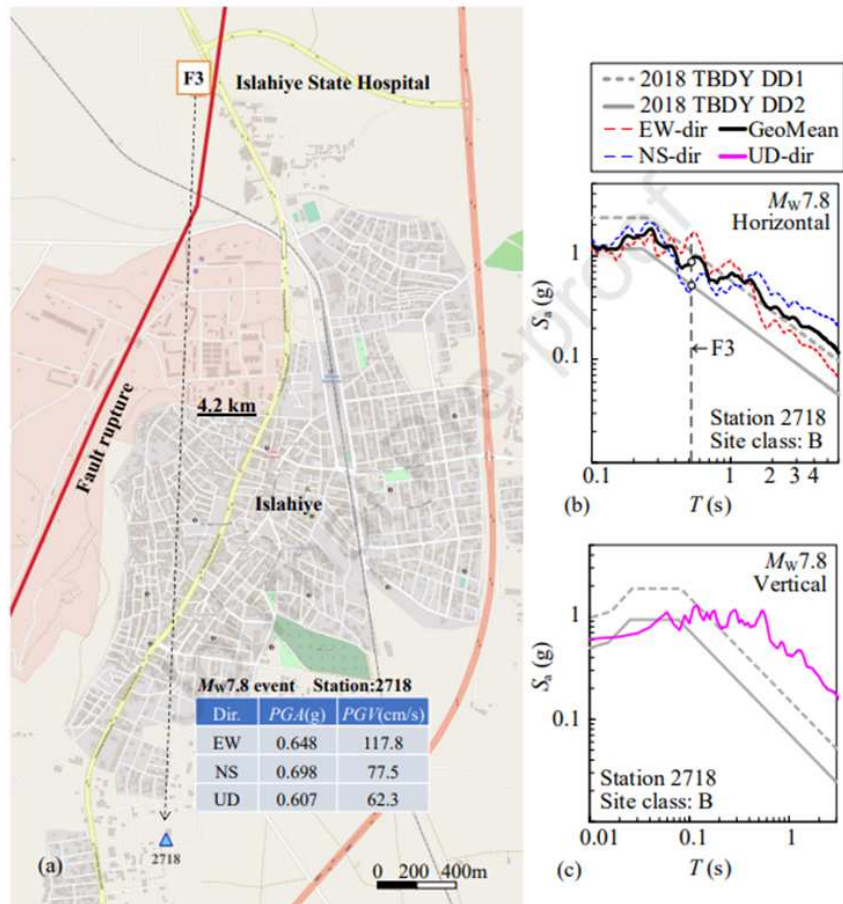 F3
Islahiye State Hospital
4.2 km
Fault rupture
Islahiye
Mw7.8 event Station:2718
Dir. PGA(g) PGV(cm/s)
EW 0.648 117.8
NS 0.698 77.5
UD 0.607 62.3
2718
(a)
0 200 400m
2018 TBDY DD1
2018 TBDY DD2
EW-dir GeoMean
NS-dir UD-dir
Mw7.8
Horizontal
1
Sa (g)
0.1
F3
Station 2718
Site class: B
0.1 1 2 3 4
(b) T (s)
Mw7.8
Vertical
1
Sa (g)
0.1
Station 2718
Site class: B
0.01 0.1 1
(c) T (s)